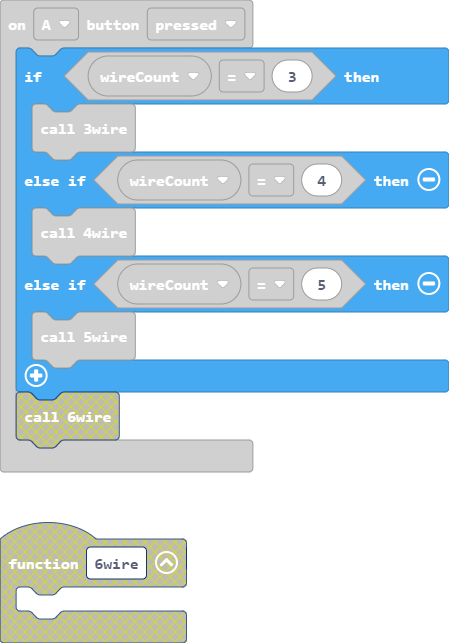 on A button pressed
if wireCount = 3 then
call 3wire
else if wireCount = 4 then
call 4wire
else if wireCount = 5 then
call 5wire
call 6wire
function 6wire